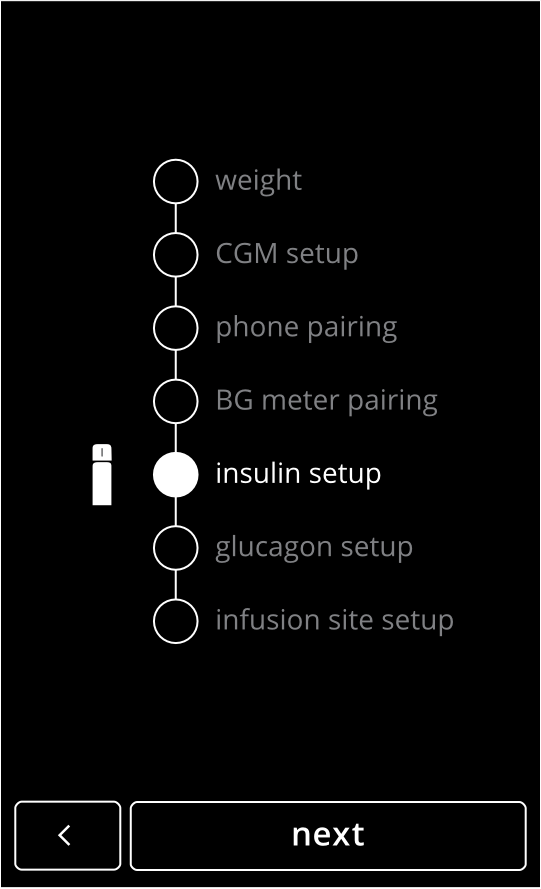 weight
CGM setup
phone pairing
BG meter pairing
insulin setup
glucagon setup
infusion site setup
next